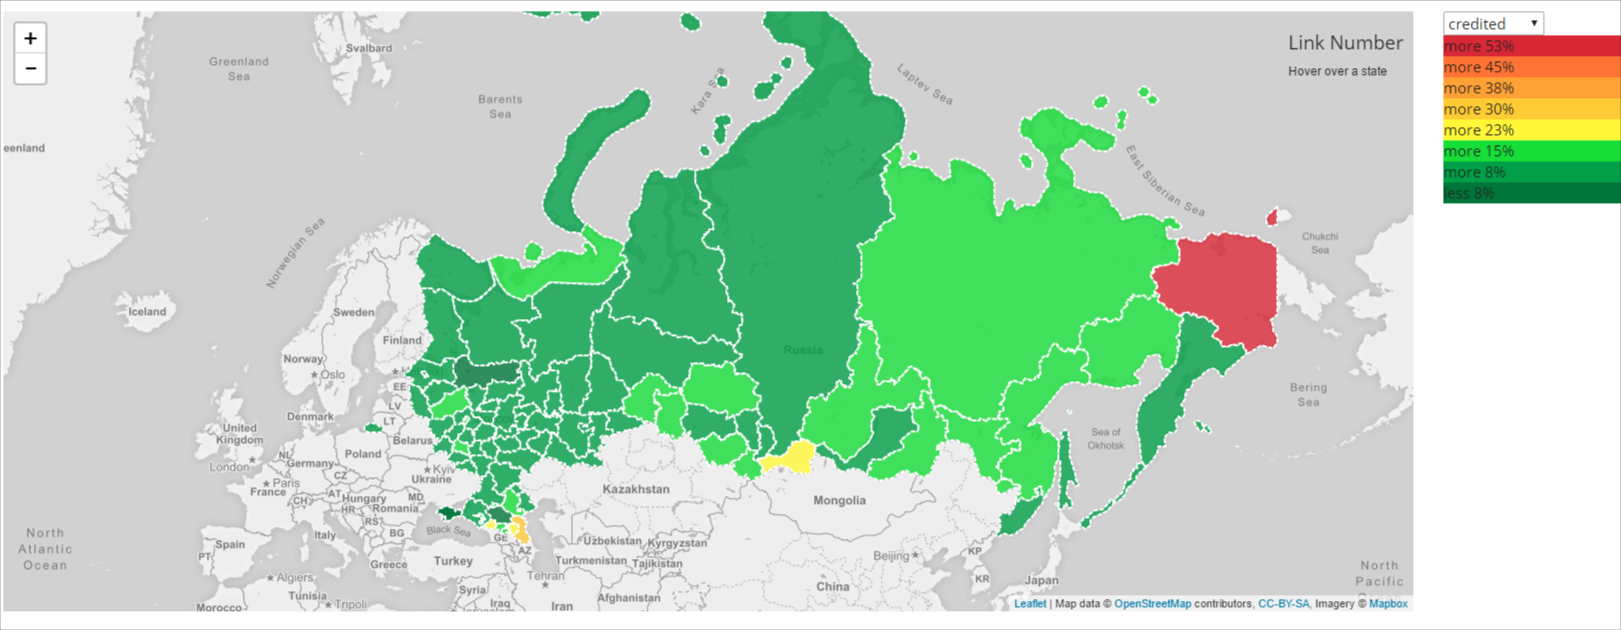 +
−
Svalbard
Greenland
Sea
Barents
Sea
Kara Sea
Laptev Sea
Link Number
Hover over a state
credited ▼
more 53%
more 45%
more 38%
more 30%
more 23%
more 15%
more 8%
less 8%
eenland
East Siberian Sea
Norwegian Sea
Chukchi
Sea
Iceland
Sweden
Finland
Norway
Oslo
Russia
EE
LV
LT
Denmark
Bering
Sea
Sea of
Okhotsk
United
Kingdom
London
Belarus
Poland
NL
Germany
CZ
Kyiv
Ukraine
Paris
France
AT
Hungary
MD
CH
HR
Romania
RS
Kazakhstan
Mongolia
North
Atlantic
Ocean
Black Sea
BG
Italy
GE
AZ
Spain
PT
Greece
Turkey
Uzbekistan
Kyrgyzstan
Turkmenistan
Tajikistan
Beijing
KP
KR
Japan
North
Pacific
Algiers
Tunisia
Tripoli
Morocco
Syria
Iraq
Tehran
Iran
Afghanistan
China
Leaflet | Map data © OpenStreetMap contributors, CC-BY-SA, Imagery © Mapbox